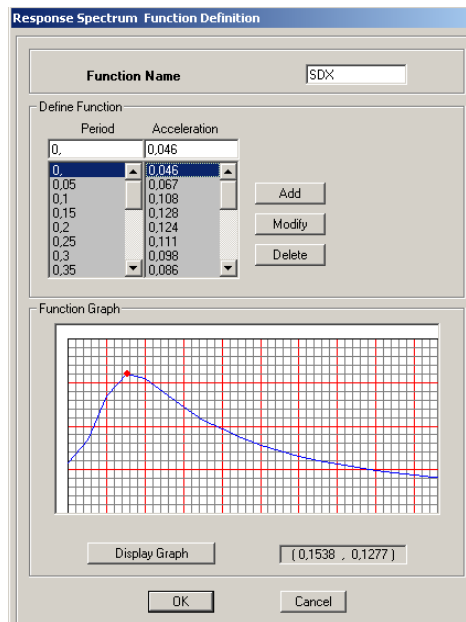 Response Spectrum Function Definition
Function Name
SDX
Define Function
Period Acceleration
0, 0,046
0, 0,046
0,05 0,067
0,1 0,108
0,15 0,128
0,2 0,124
0,25 0,111
0,3 0,098
0,35 0,086
Add
Modify
Delete
Function Graph
Display Graph
( 0,1538 , 0,1277 )
OK Cancel